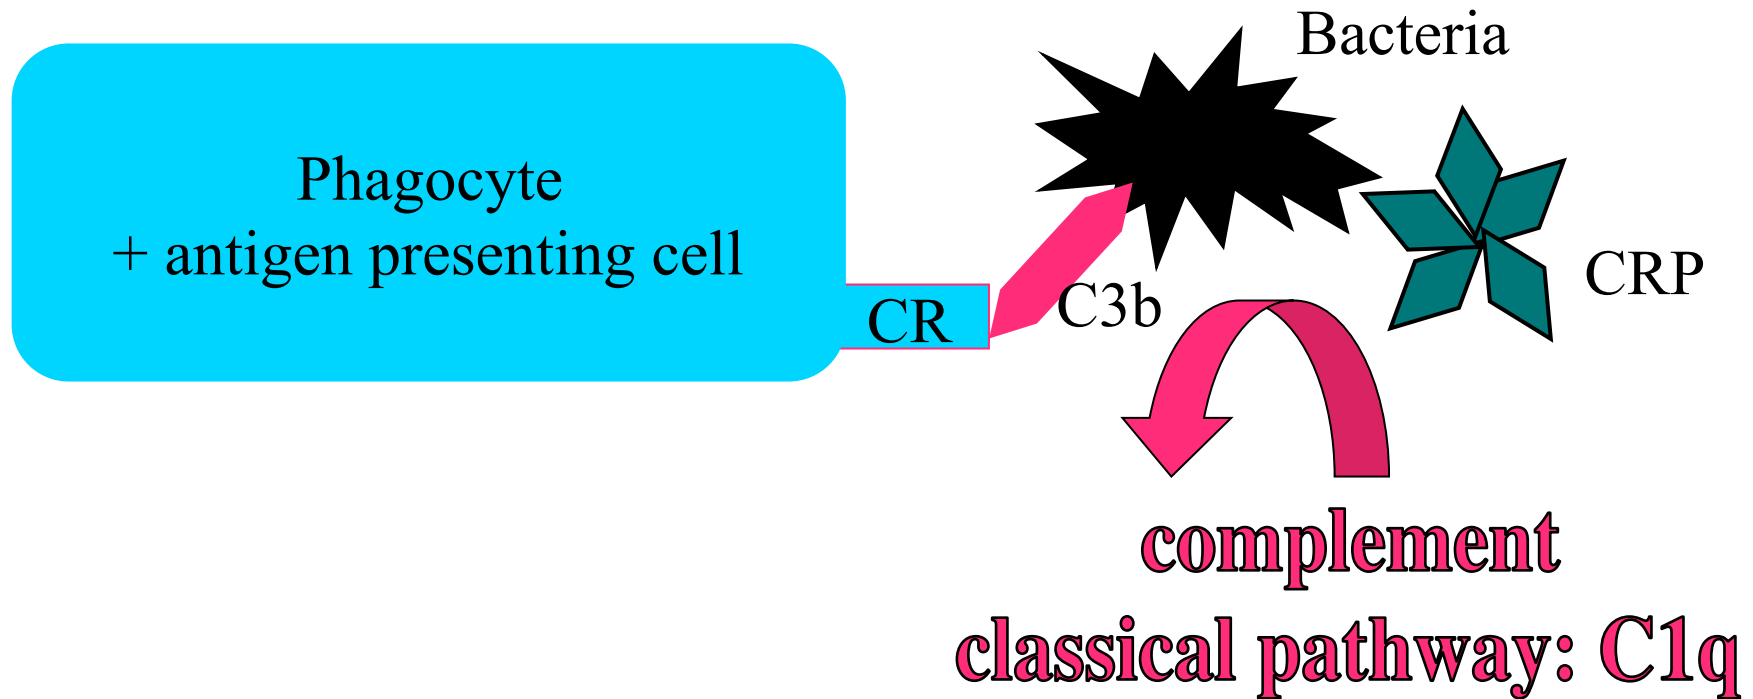 Bacteria
Phagocyte
+ antigen presenting cell
CRP
C3b
CR
complement
classical pathway: C1q